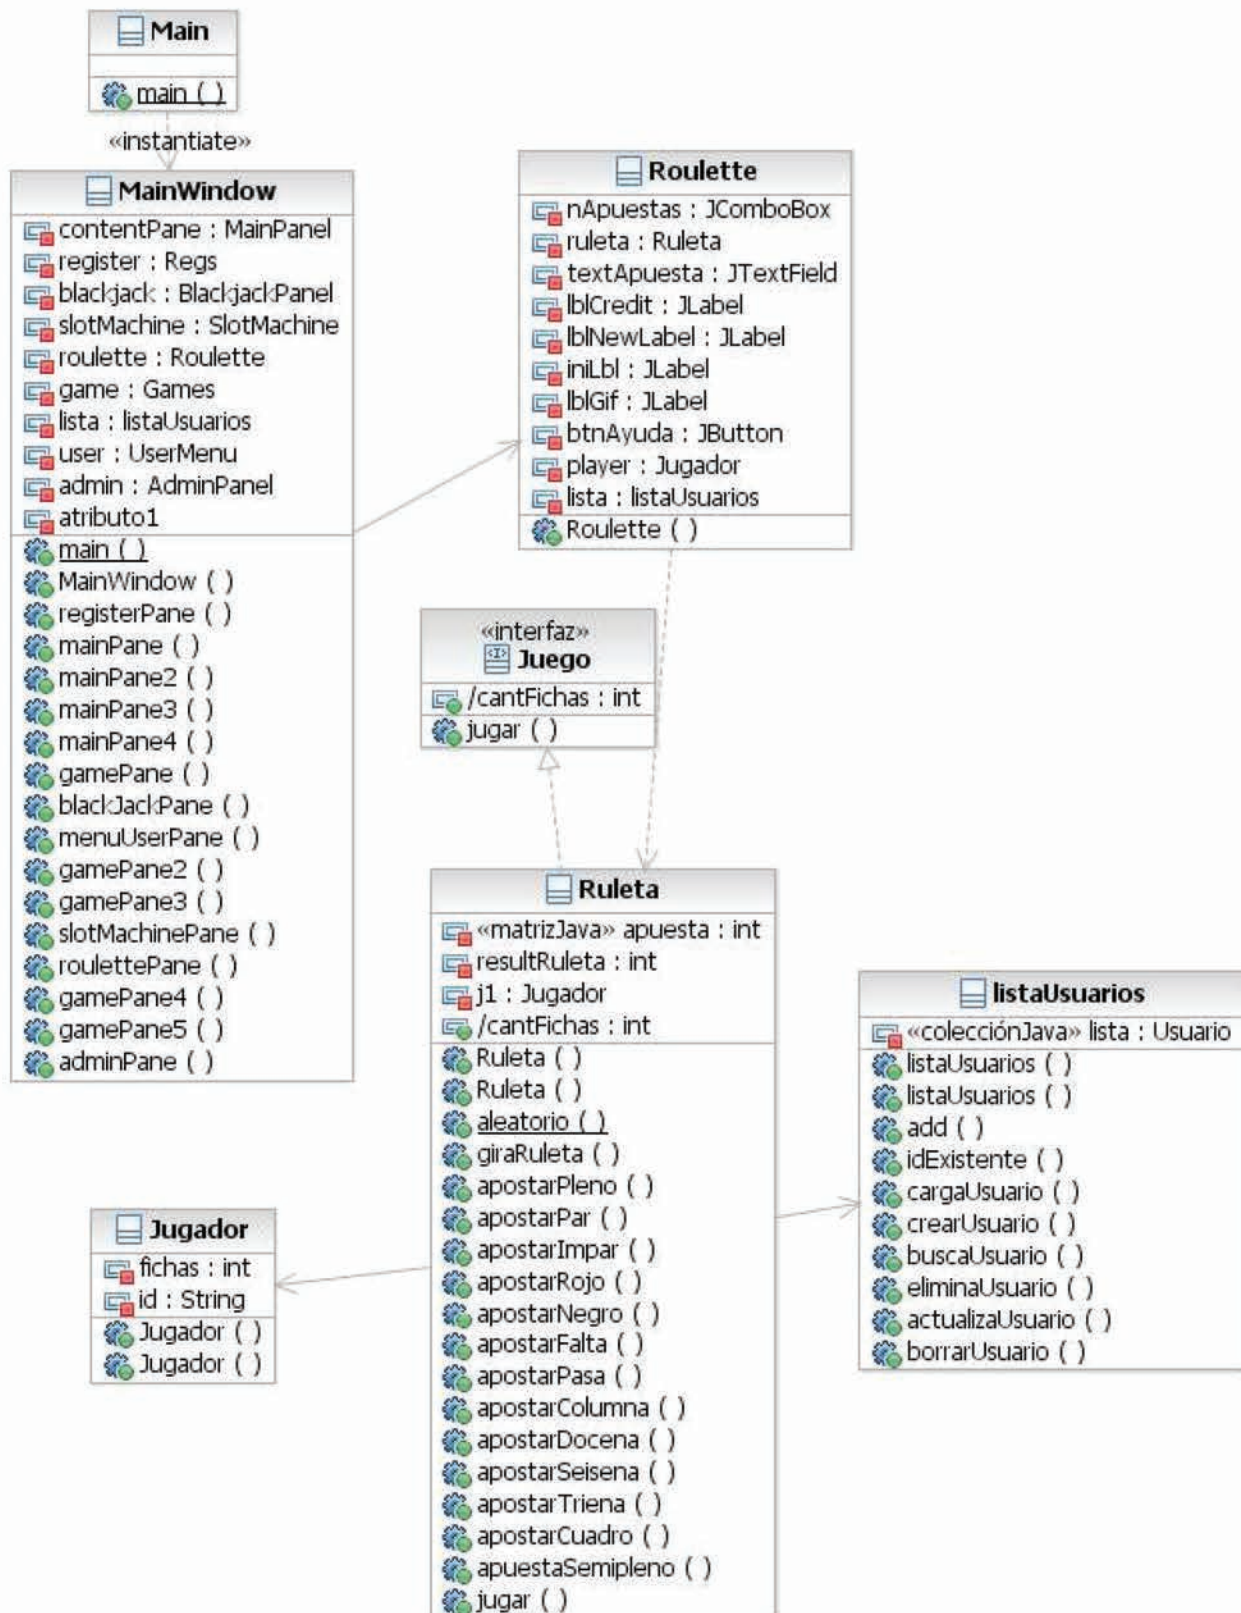 Main
main ( )
«instantiate»
MainWindow
contentPane : MainPanel
register : Regs
blackjack : BlackjackPanel
slotMachine : SlotMachine
roulette : Roulette
game : Games
lista : listaUsuarios
user : UserMenu
admin : AdminPanel
atributo1
main ( )
MainWindow ( )
registerPane ( )
mainPane ( )
mainPane2 ( )
mainPane3 ( )
mainPane4 ( )
gamePane ( )
blackJackPane ( )
menuUserPane ( )
gamePane2 ( )
gamePane3 ( )
slotMachinePane ( )
roulettePane ( )
gamePane4 ( )
gamePane5 ( )
adminPane ( )
Roulette
nApuestas : JComboBox
ruleta : Ruleta
textApuesta : JTextField
lblCredit : JLabel
lblNewLabel : JLabel
iniLbl : JLabel
lblGif : JLabel
btnAyuda : JButton
player : Jugador
lista : listaUsuarios
Roulette ( )
«interfaz»
Juego
/cantFichas : int
jugar ( )
Ruleta
«matrizJava» apuesta : int
resultRuleta : int
j1 : Jugador
/cantFichas : int
Ruleta ( )
Ruleta ( )
aleatorio ( )
giraRuleta ( )
apostarPleno ( )
apostarPar ( )
apostarImpar ( )
apostarRojo ( )
apostarNegro ( )
apostarFalta ( )
apostarPasa ( )
apostarColumna ( )
apostarDocena ( )
apostarSeisena ( )
apostarTriena ( )
apostarCuadro ( )
apuestaSemipleno ( )
jugar ( )
listaUsuarios
«colecciónJava» lista : Usuario
listaUsuarios ( )
listaUsuarios ( )
add ( )
idExistente ( )
cargaUsuario ( )
crearUsuario ( )
buscaUsuario ( )
eliminaUsuario ( )
actualizaUsuario ( )
borrarUsuario ( )
Jugador
fichas : int
id : String
Jugador ( )
Jugador ( )